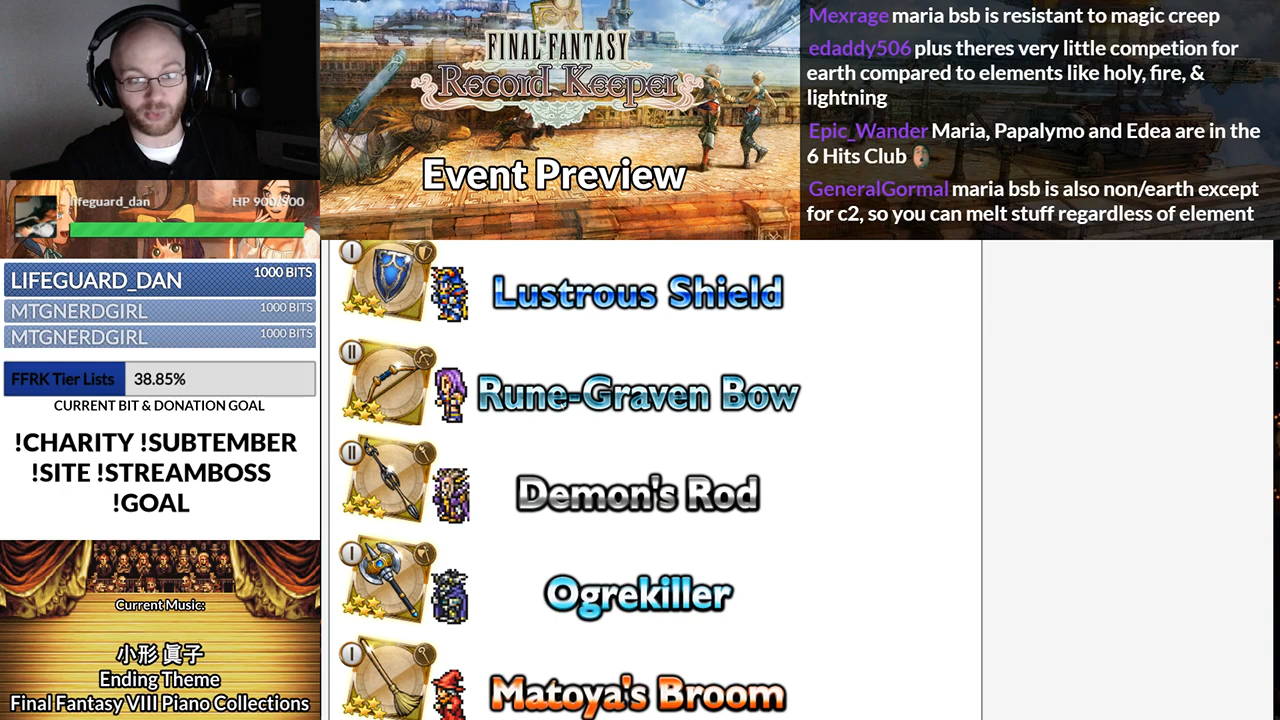 Mexrage maria bsb is resistant to magic creep
edaddy506 plus theres very little competion for
earth compared to elements like holy, fire, &
lightning
Epic_Wander Maria, Papalymo and Edea are in the
6 Hits Club
GeneralGormal maria bsb is also non/earth except
for c2, so you can melt stuff regardless of element
FINAL FANTASY
Record Keeper
Event Preview
lifeguard_dan HP 900/900
LIFEGUARD_DAN 1000 BITS
MTGNERDGIRL 1000 BITS
MTGNERDGIRL 1000 BITS
FFRK Tier Lists 38.85%
CURRENT BIT & DONATION GOAL
!CHARITY !SUBTEMBER
!SITE !STREAMBOSS
!GOAL
Current Music:
小形 眞子
Ending Theme
Final Fantasy VIII Piano Collections
I
Lustrous Shield
II
Rune-Graven Bow
II
Demon's Rod
I
Ogrekiller
I
Matoya's Broom